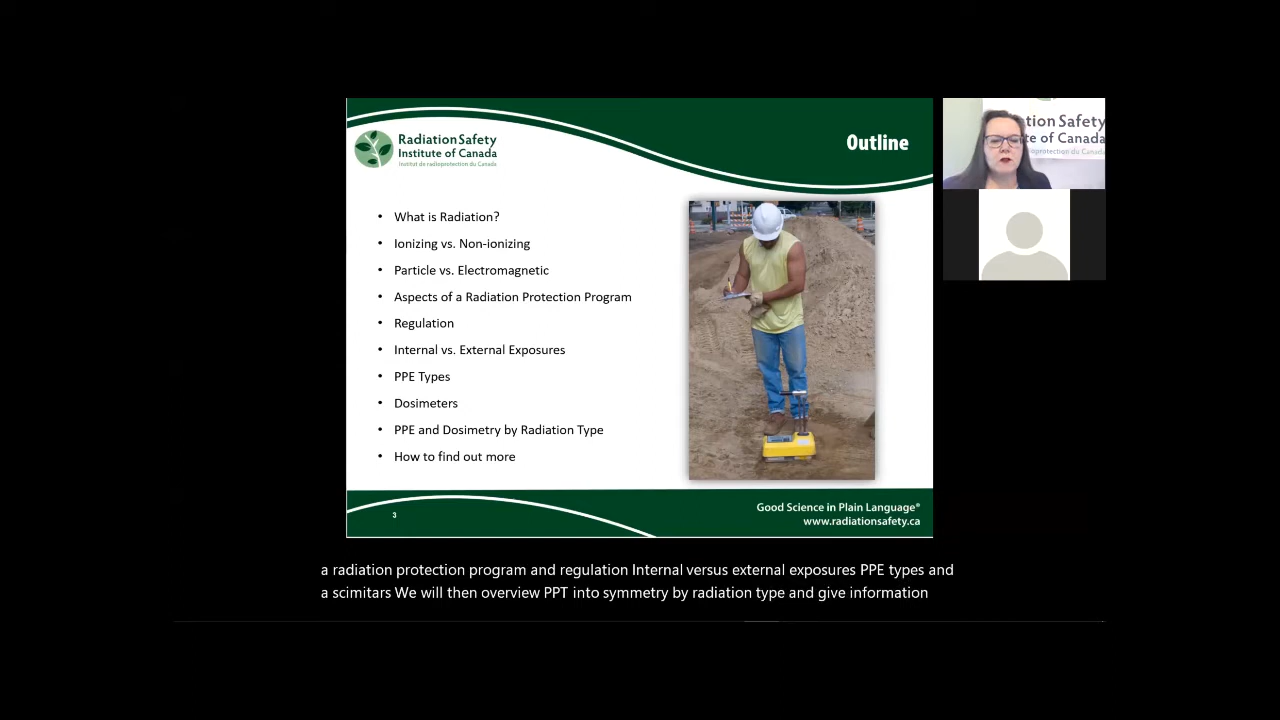 Radiation Safety
Institute of Canada
Institut de radioprotection du Canada
Outline
• What is Radiation?
• Ionizing vs. Non-ionizing
• Particle vs. Electromagnetic
• Aspects of a Radiation Protection Program
• Regulation
• Internal vs. External Exposures
• PPE Types
• Dosimeters
• PPE and Dosimetry by Radiation Type
• How to find out more
3
Good Science in Plain Language®
www.radiationsafety.ca
tion Safety
te of Canada
oprotection du Canada
a radiation protection program and regulation Internal versus external exposures PPE types and
a scimitars We will then overview PPT into symmetry by radiation type and give information